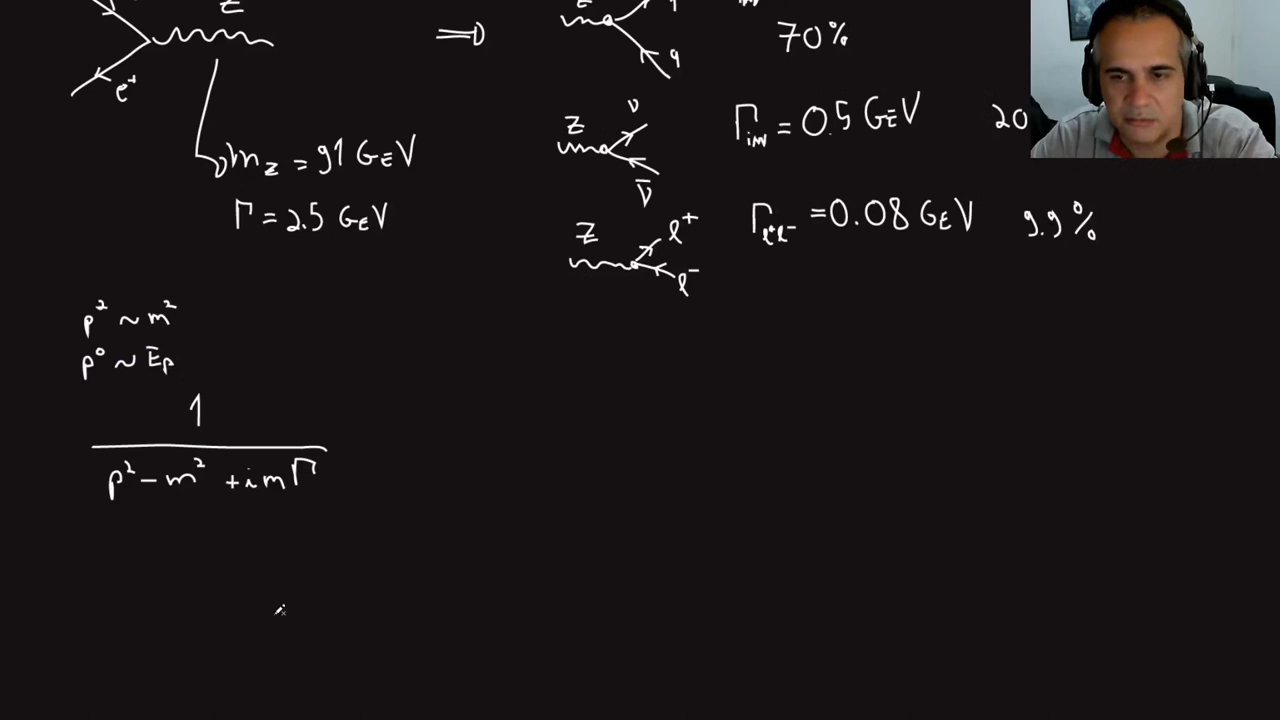 Z
e⁺
⟹
q
70%
Z
ν
ν̄
Γ_inv = 0.5 GeV
20
m_Z = 91 GeV
Γ = 2.5 GeV
Z
ℓ⁺
ℓ⁻
Γ_ℓ⁺ℓ⁻ = 0.08 GeV
9.9%
p² ~ m²
p⁰ ~ E_p
1
p² − m² + i m Γ